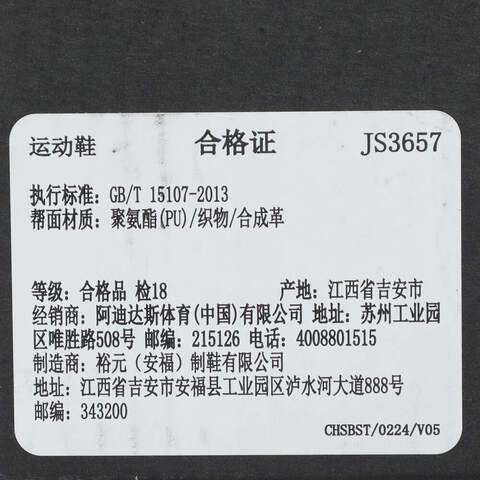 运动鞋 合格证 JS3657
执行标准: GB/T 15107-2013
帮面材质: 聚氨酯(PU)/织物/合成革
等级: 合格品 检18 产地: 江西省吉安市
经销商: 阿迪达斯体育(中国)有限公司 地址: 苏州工业园
区唯胜路508号 邮编: 215126 电话: 4008801515
制造商: 裕元 (安福) 制鞋有限公司
地址: 江西省吉安市安福县工业园区泸水河大道888号
邮编: 343200
CHSBST/0224/V05